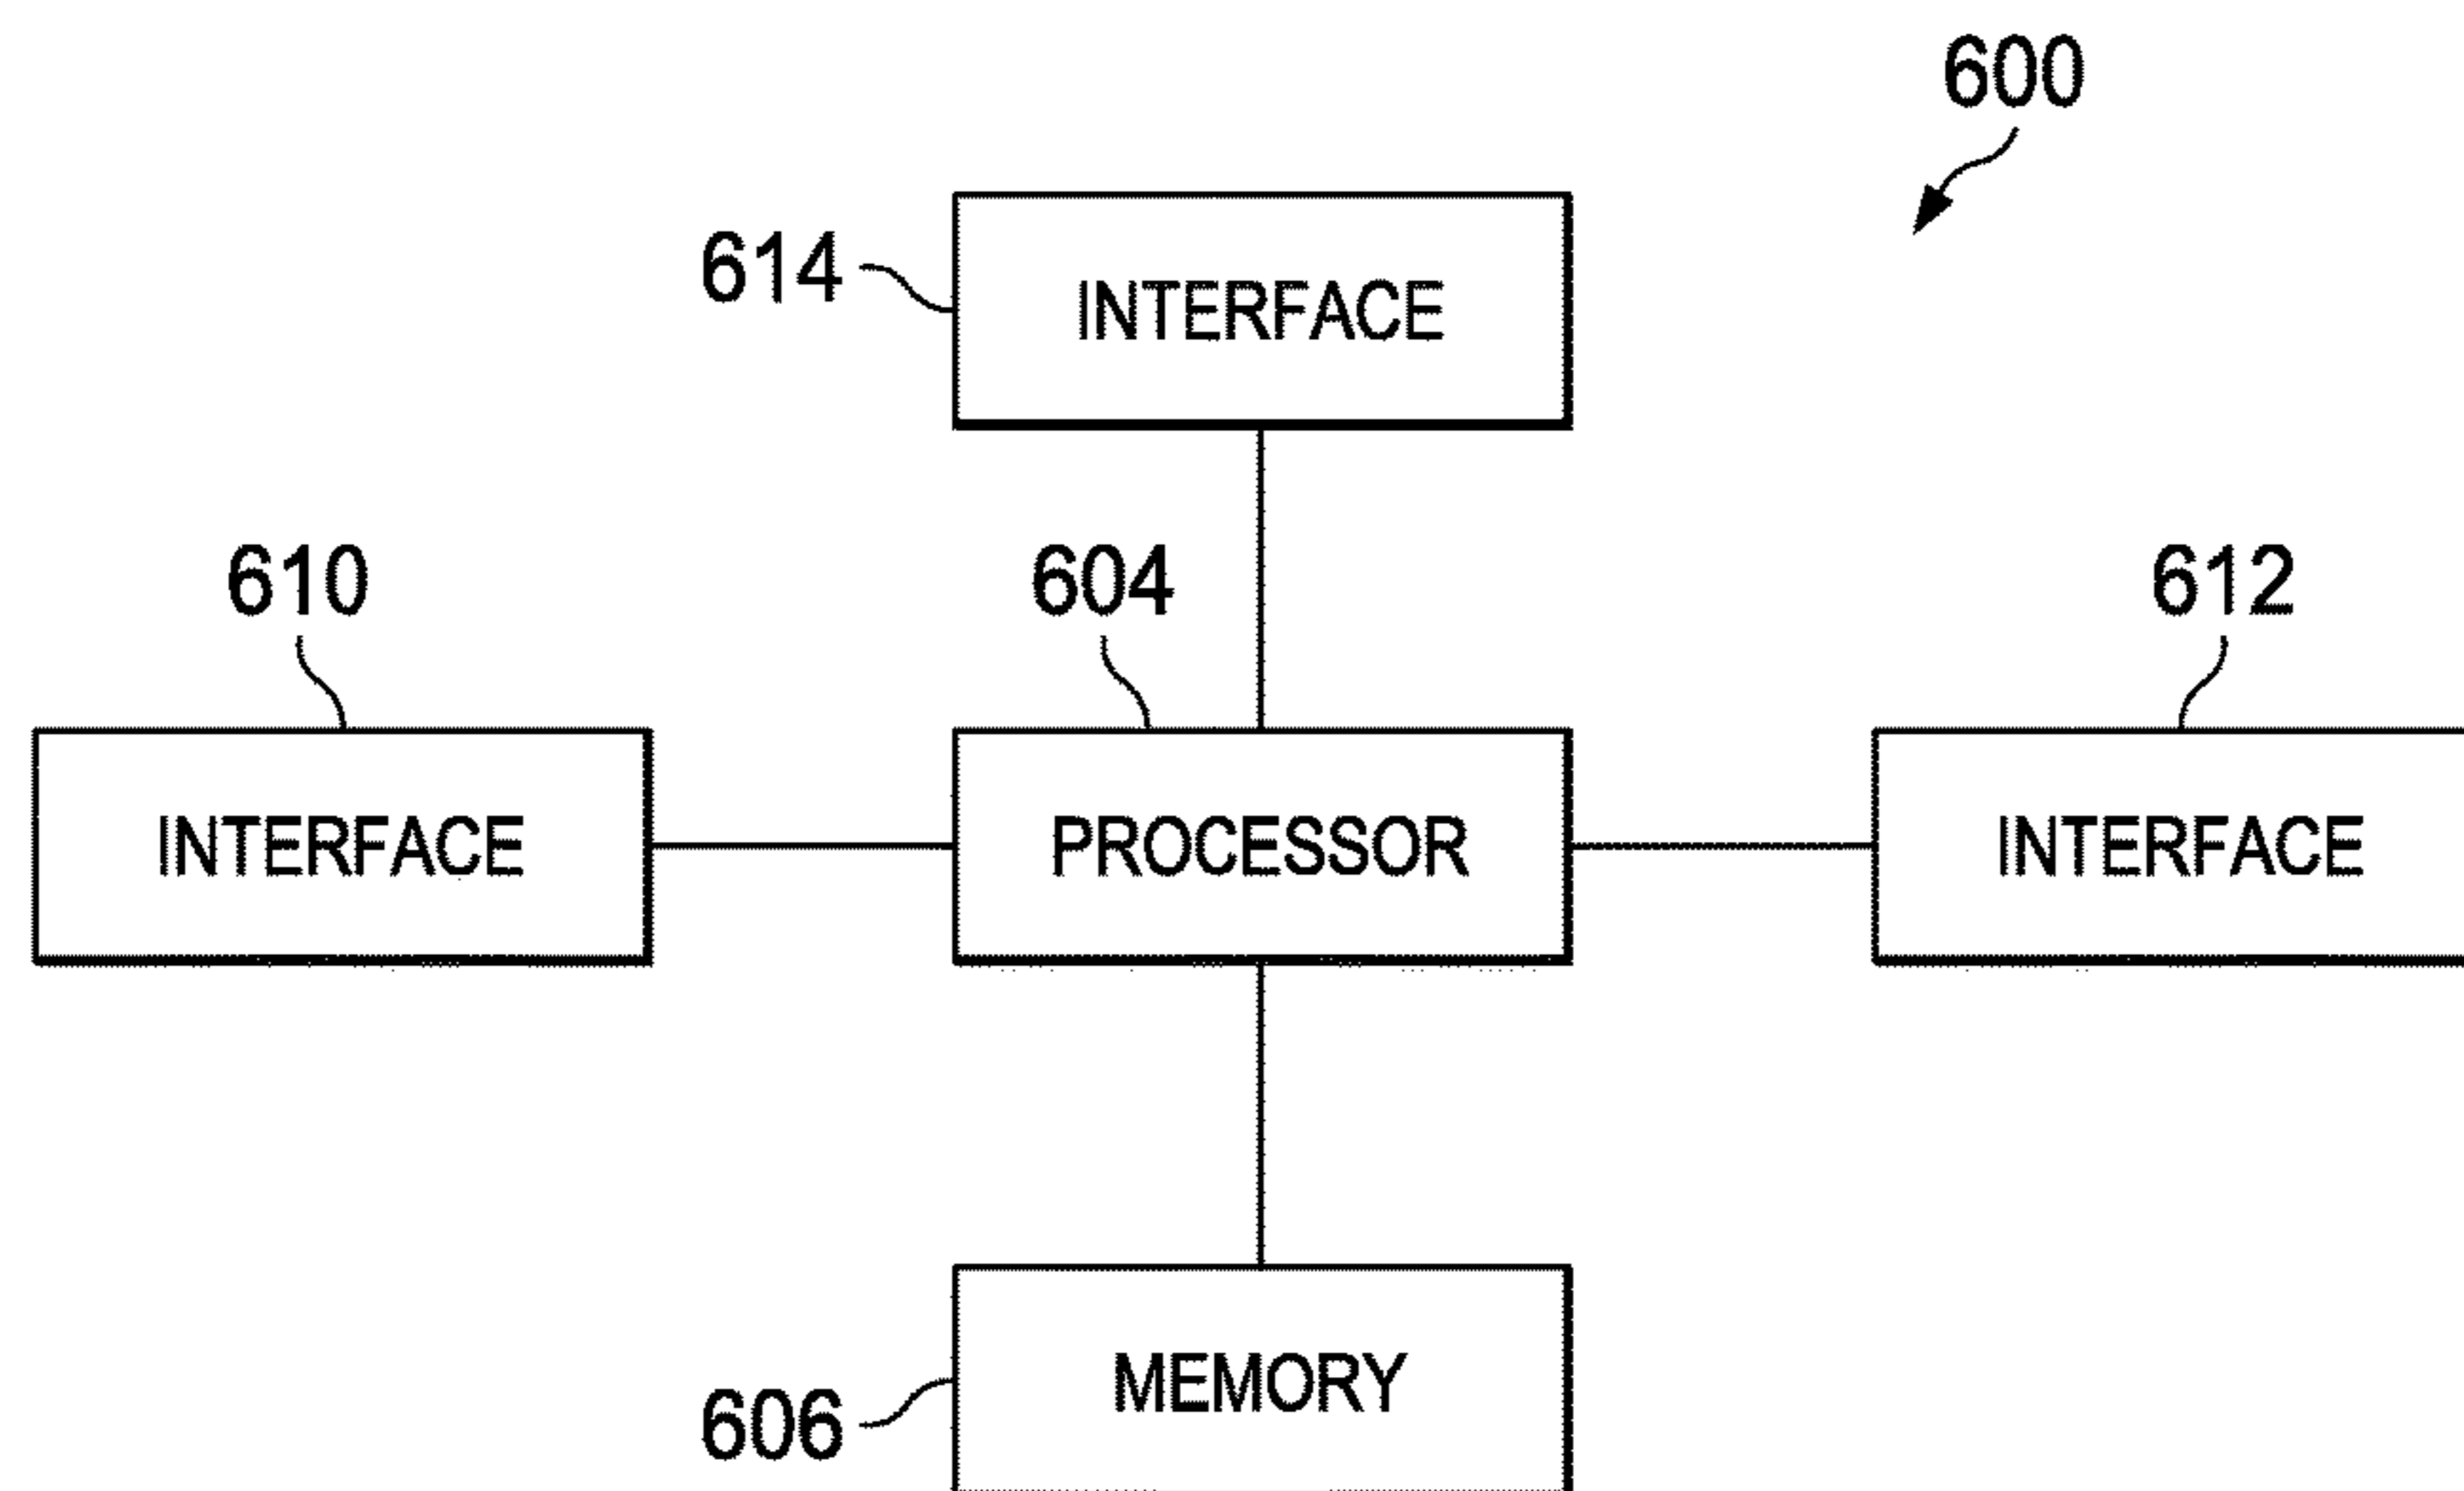 600
614
INTERFACE
610
604
612
INTERFACE
PROCESSOR
INTERFACE
MEMORY
606